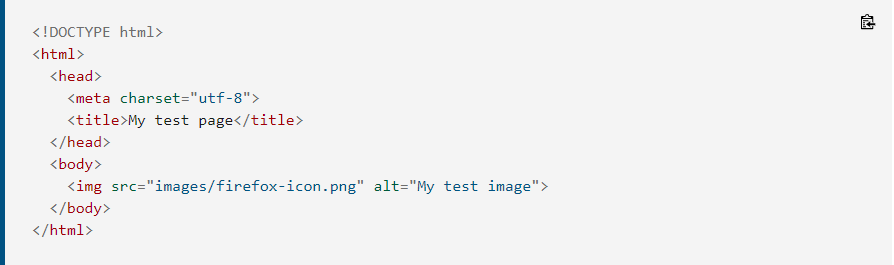 <!DOCTYPE html>
<html>
  <head>
    <meta charset="utf-8">
    <title>My test page</title>
  </head>
  <body>
    <img src="images/firefox-icon.png" alt="My test image">
  </body>
</html>